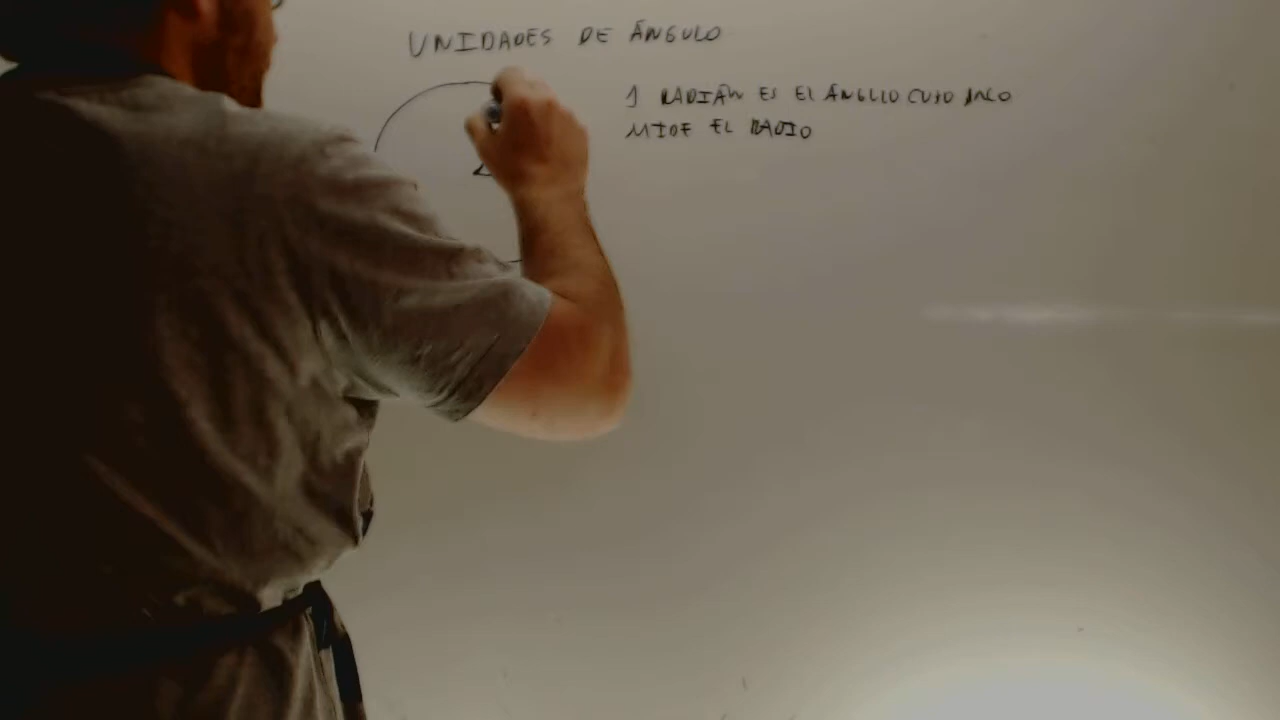 UNIDADES DE ÁNGULO
1 RADIÁN ES EL ÁNGULO CUYO ARCO
MIDE EL RADIO